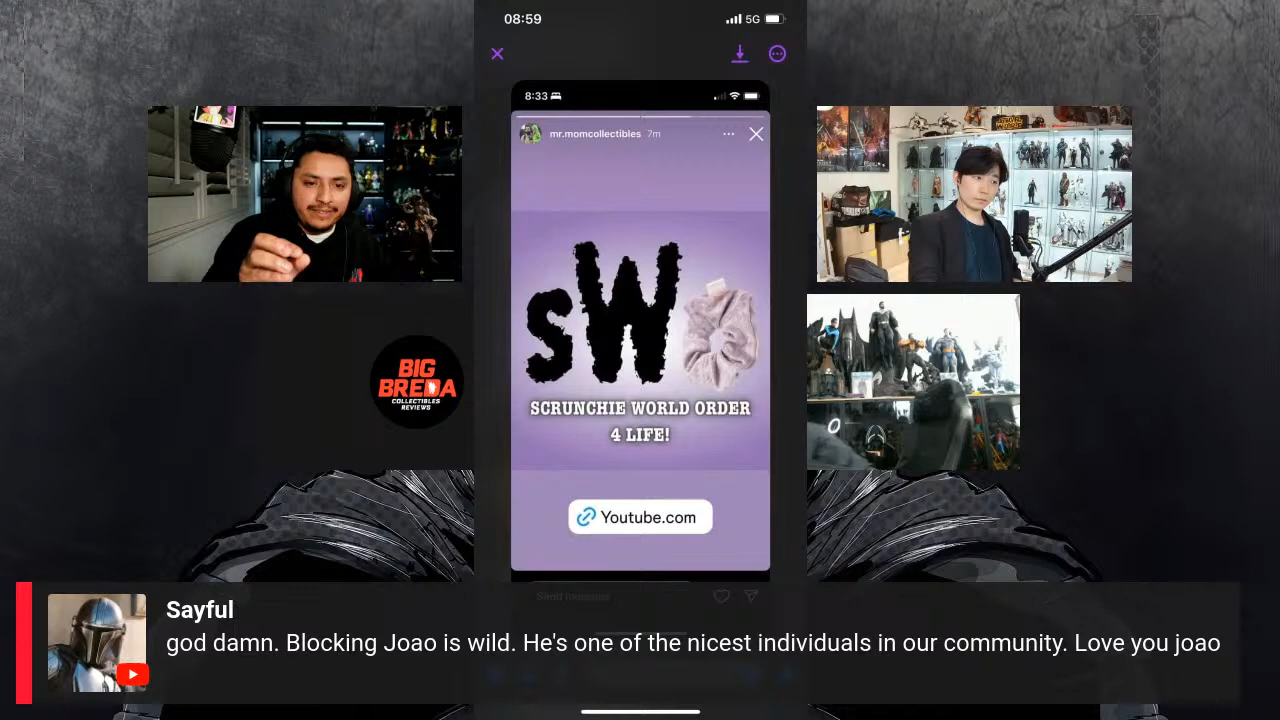 08:59
5G
8:33
mr.momcollectibles 7m
sW
SCRUNCHIE WORLD ORDER
4 LIFE!
Youtube.com
Send message
BIG
BREDA
COLLECTIBLES
REVIEWS
Sayful
god damn. Blocking Joao is wild. He's one of the nicest individuals in our community. Love you joao